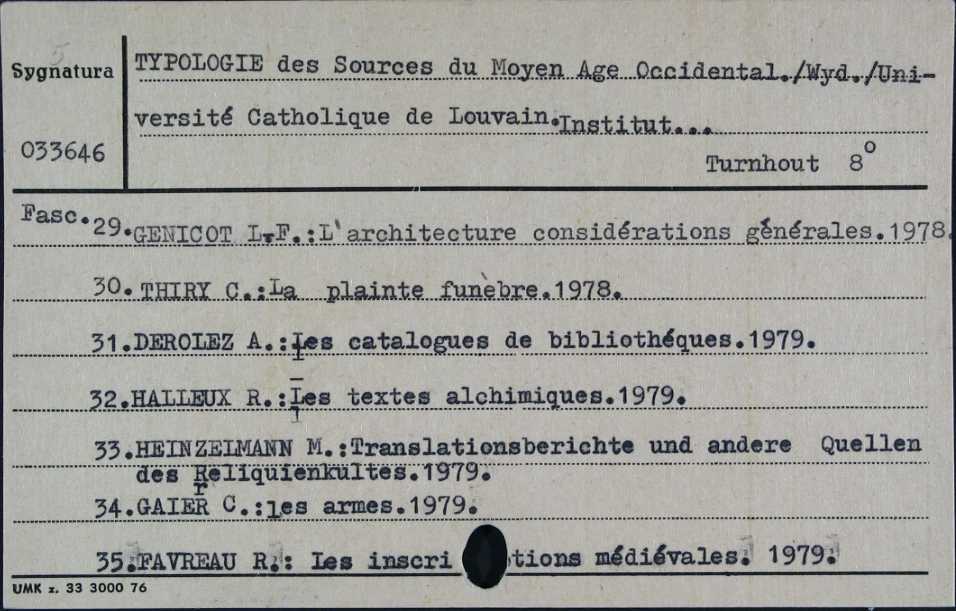 5
Sygnatura
033646
TYPOLOGIE des Sources du Moyen Age Occidental./Wyd./Uni-
versité Catholique de Louvain.Institut...
Turnhout 8o
Fasc.29.GENICOT L.F.:L'architecture considérations générales.1978.
30.THIRY C.:La plainte funèbre.1978.
31.DEROLEZ A.:Les catalogues de bibliothéques.1979.
32.HALLEUX R.:Les textes alchimiques.1979.
33.HEINZELMANN M.:Translationsberichte und andere Quellen
des Reliquienkultes.1979.
34.GAIER C.:les armes.1979.
35.FAVREAU R.: Les inscri tions médiévales. 1979.
UMK z. 33 3000 76